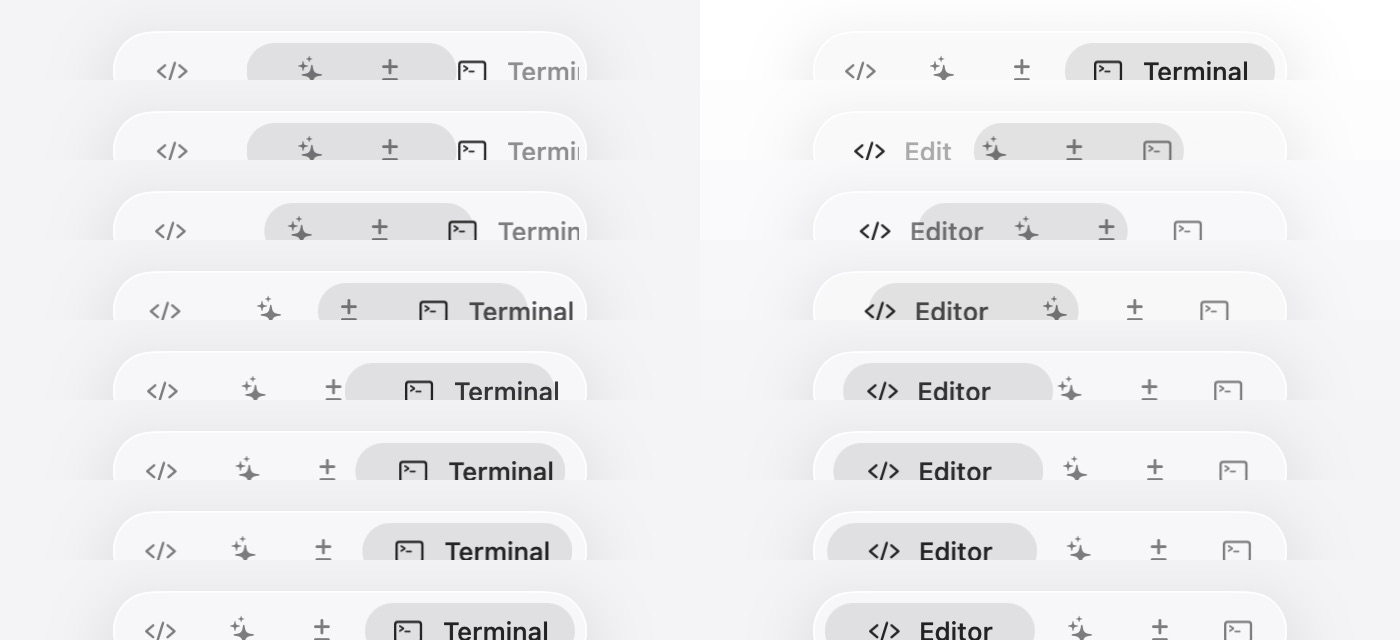 </> ± Termi
</> ± Terminal
</> ± Termi
</> Edit ±
</> ± Termin
</> Editor ±
</> ± Terminal
</> Editor ±
</> ± Terminal
</> Editor ±
</> ± Terminal
</> Editor ±
</> ± Terminal
</> Editor ±
</> ± Terminal
</> Editor ±